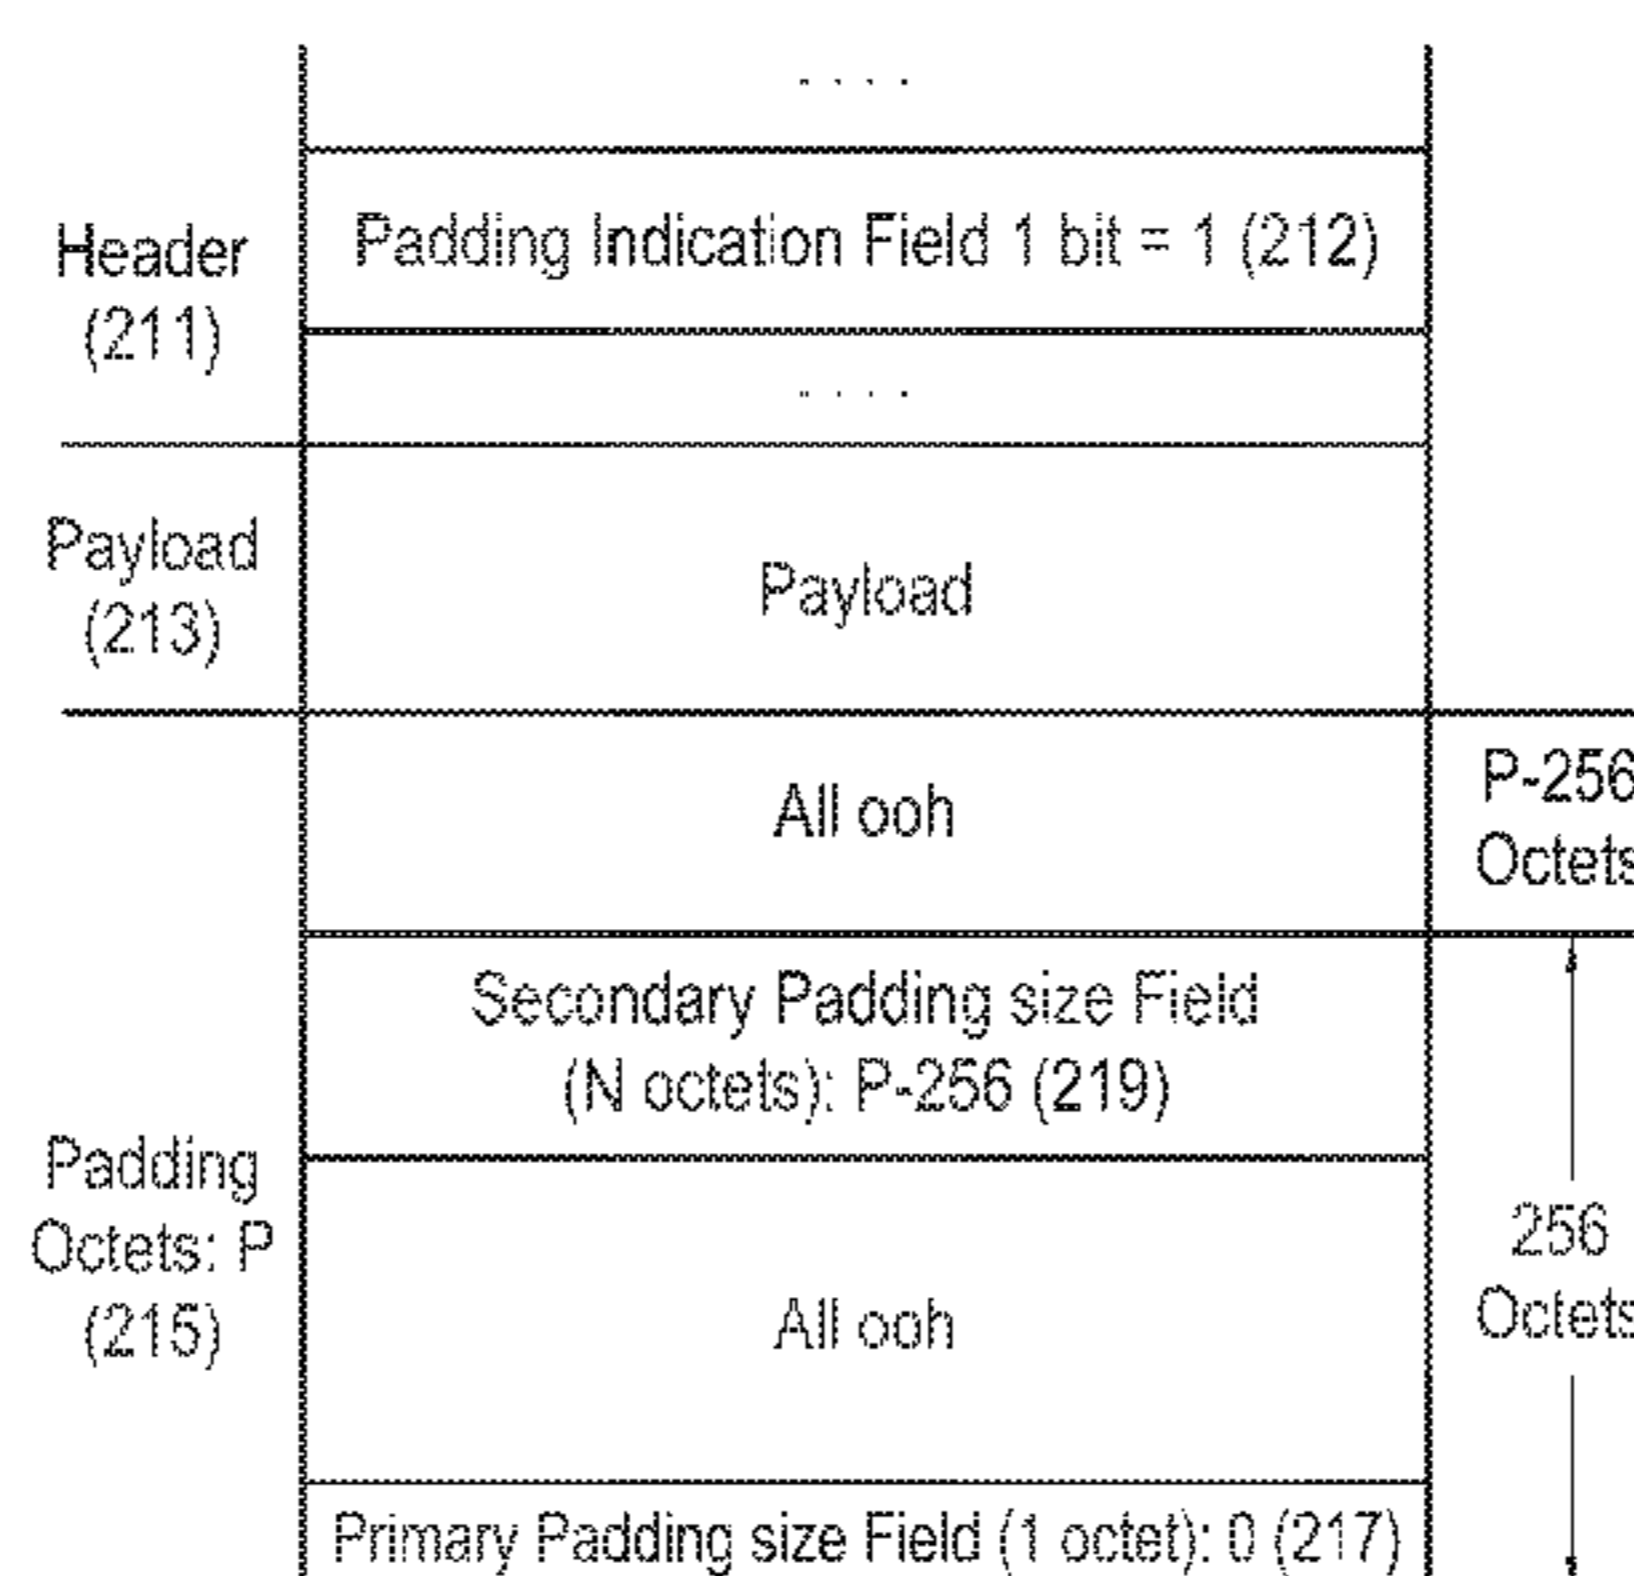 . . . .
Header
(211)
Padding Indication Field 1 bit = 1 (212)
. . . .
Payload
(213)
Payload
All ooh
P-256
Octets
Secondary Padding size Field
(N octets): P-256 (219)
Padding
Octets: P
(215)
All ooh
256
Octets
Primary Padding size Field (1 octet): 0 (217)